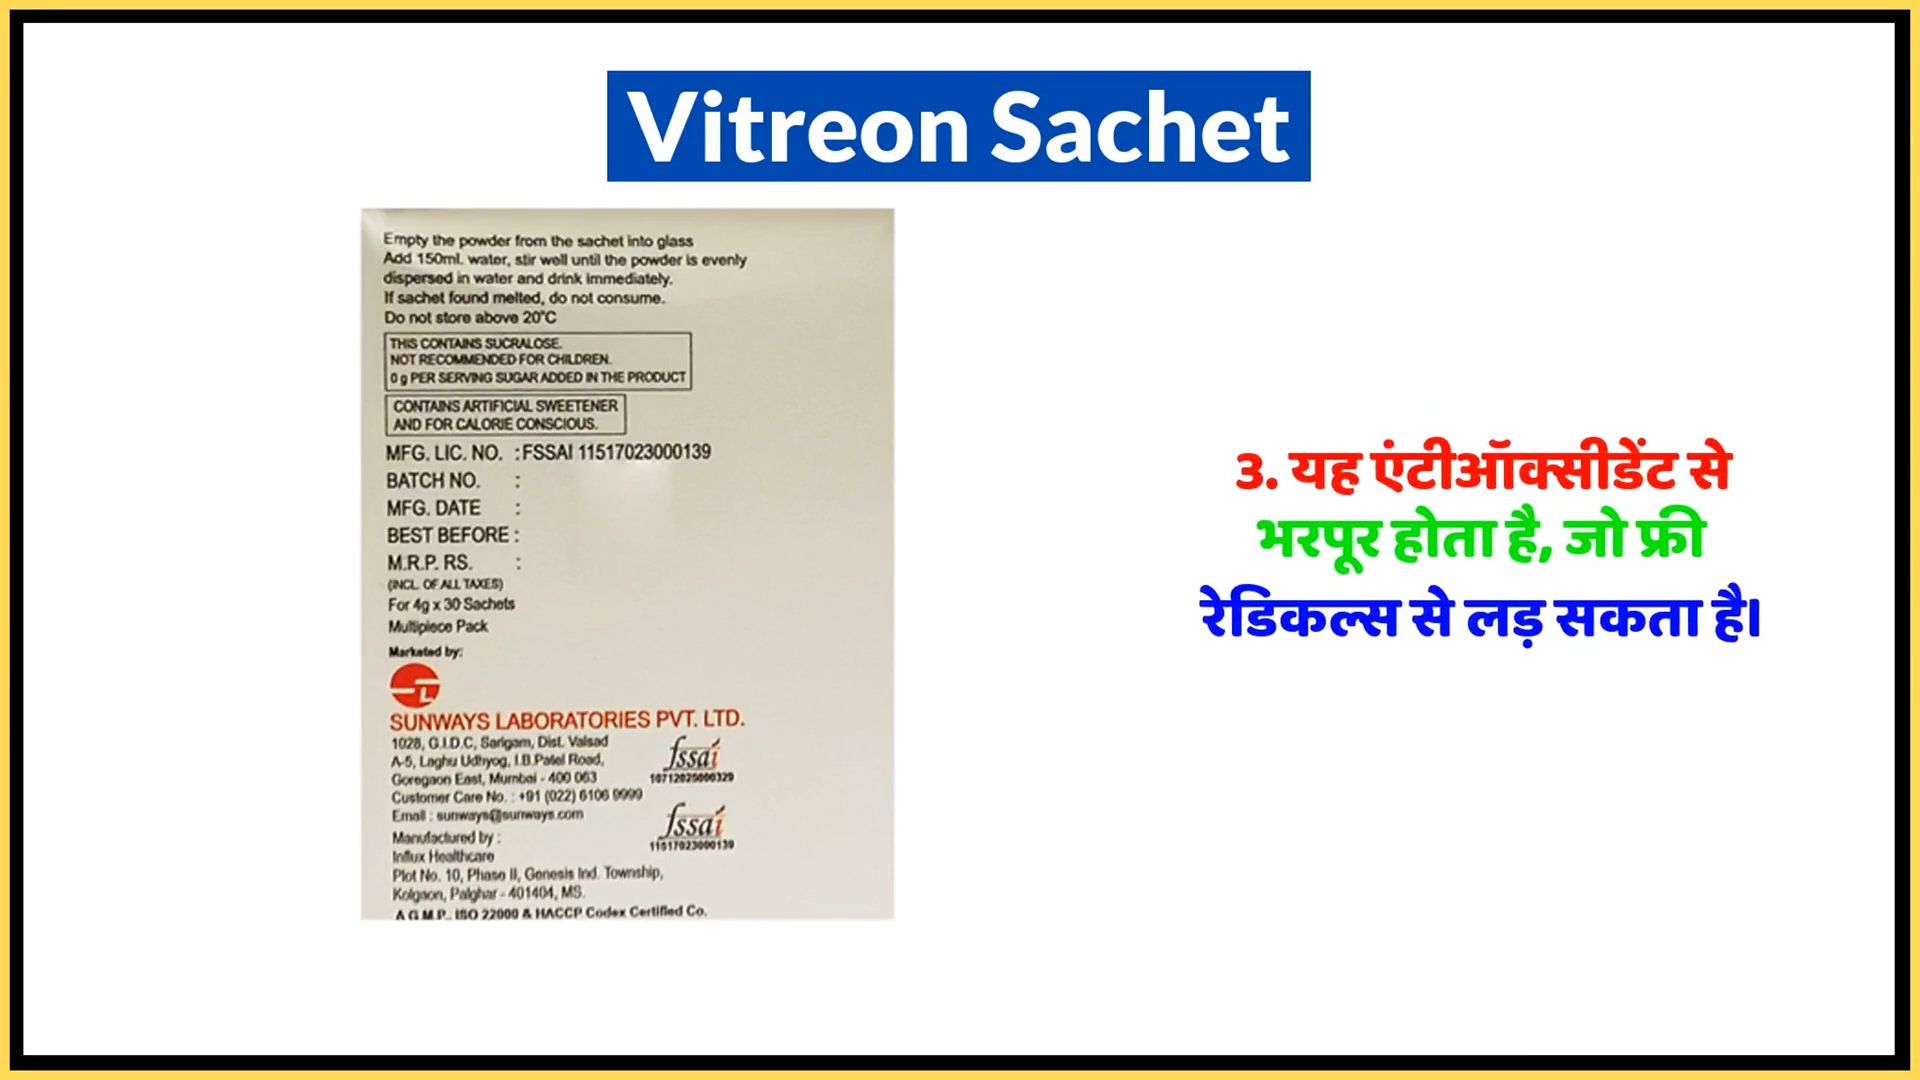 Vitreon Sachet
Empty the powder from the sachet into glass
Add 150ml. water, stir well until the powder is evenly
dispersed in water and drink immediately.
If sachet found melted, do not consume.
Do not store above 20°C
THIS CONTAINS SUCRALOSE.
NOT RECOMMENDED FOR CHILDREN.
0 g PER SERVING SUGAR ADDED IN THE PRODUCT
CONTAINS ARTIFICIAL SWEETENER
AND FOR CALORIE CONSCIOUS.
MFG. LIC. NO. : FSSAI 11517023000139
BATCH NO. :
MFG. DATE :
BEST BEFORE :
M.R.P. RS. :
(INCL. OF ALL TAXES)
For 4g x 30 Sachets
Multipiece Pack
Marketed by:
SUNWAYS LABORATORIES PVT. LTD.
1028, G.I.D.C, Sarigam, Dist. Valsad
A-5, Laghu Udhyog, I.B.Patel Road,
Goregaon East, Mumbai - 400 063
Customer Care No. : +91 (022) 6106 9999
Email : sunways@sunways.com
fssai
10712025000329
fssai
11517023000139
Manufactured by :
Influx Healthcare
Plot No. 10, Phase II, Genesis Ind. Township,
Kolgaon, Palghar - 401404, MS.
A G.M.P., ISO 22000 & HACCP Codex Certified Co.
3. यह एंटीऑक्सीडेंट से
भरपूर होता है, जो फ्री
रेडिकल्स से लड़ सकता है।